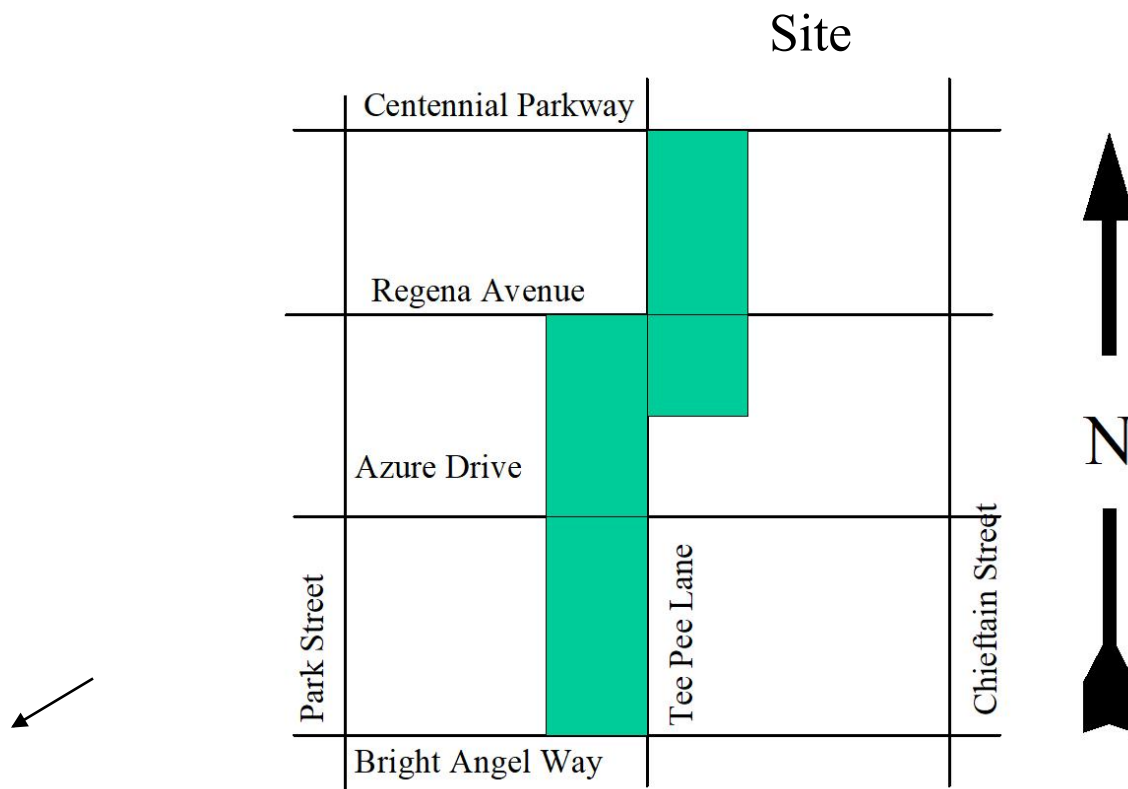 Site
Centennial Parkway
Regena Avenue
Azure Drive
N
Park Street
Tee Pee Lane
Chieftain Street
Bright Angel Way